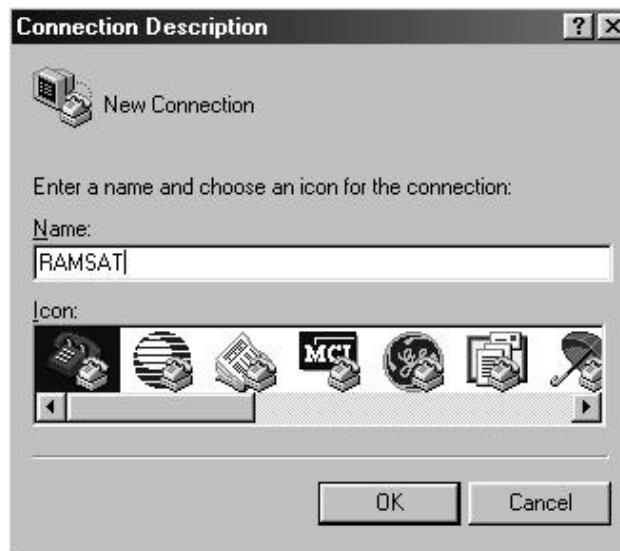 Connection Description
New Connection
Enter a name and choose an icon for the connection:
Name:
RAMSAT
Icon:
MCI
OK
Cancel